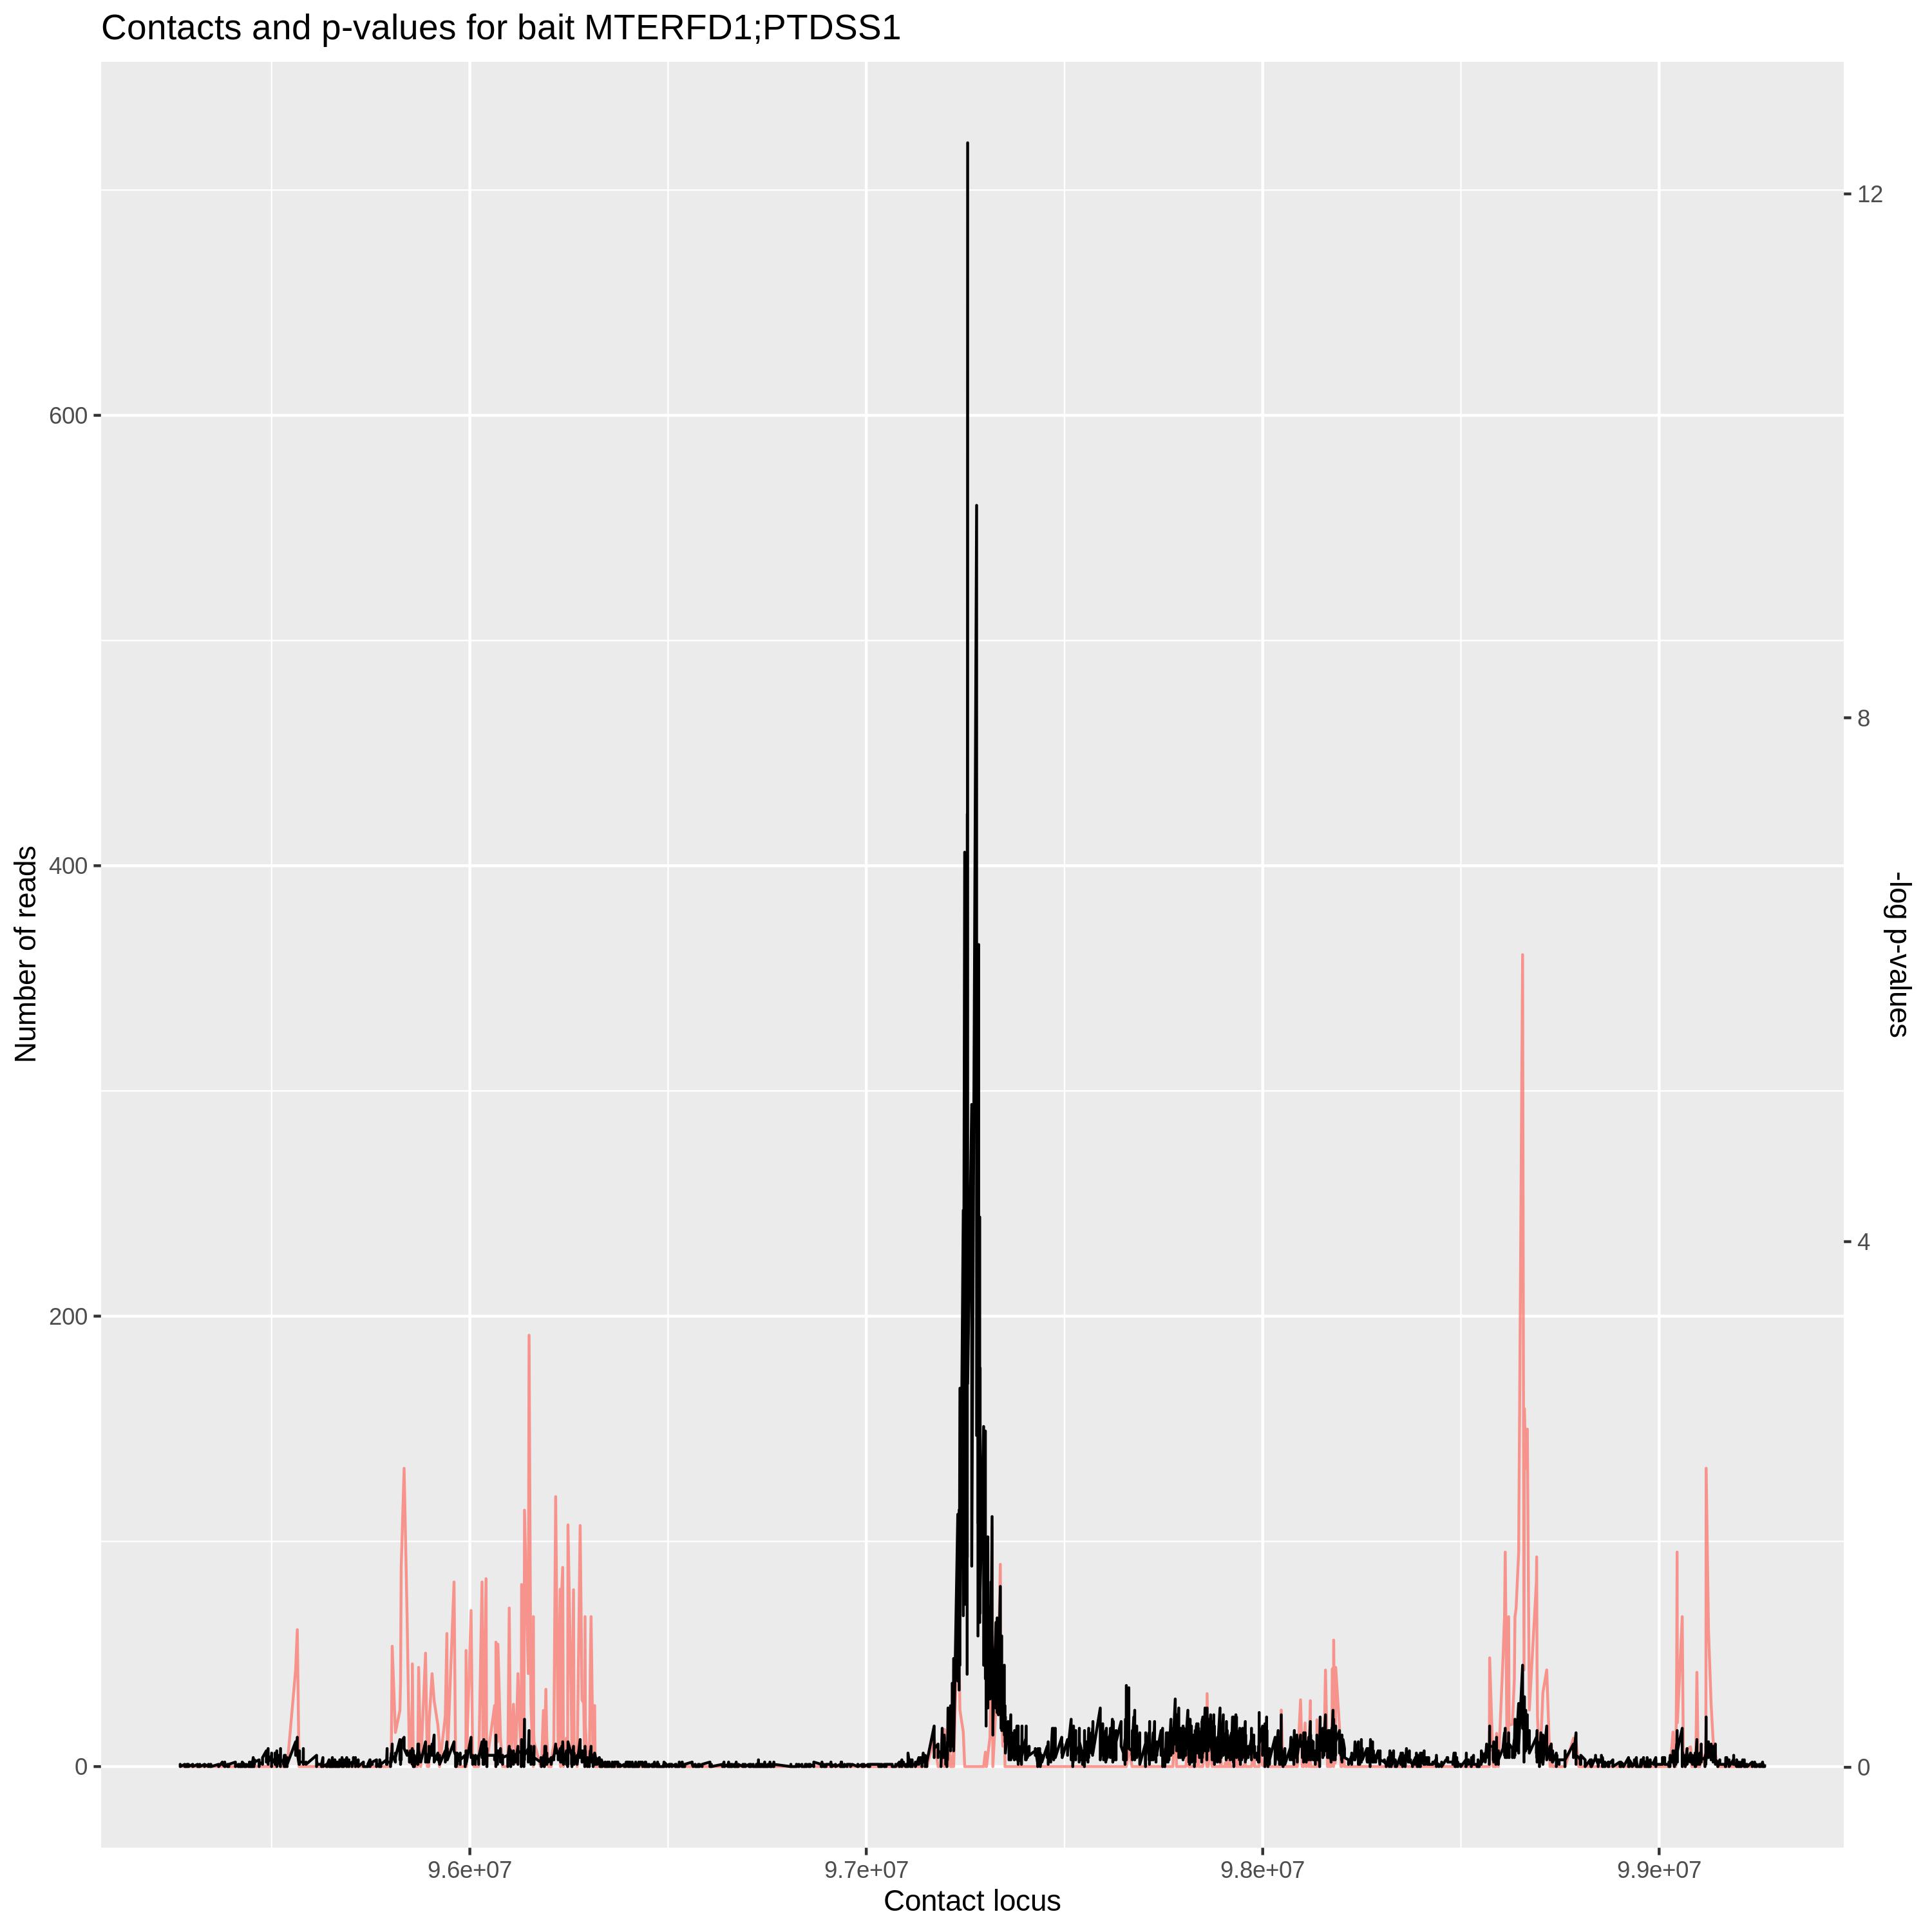 Contacts and p-values for bait MTERFD1;PTDSS1
12
600
8
Number of reads
400
-log p-values
4
200
0
0
9.6e+07
9.7e+07
9.8e+07
9.9e+07
Contact locus